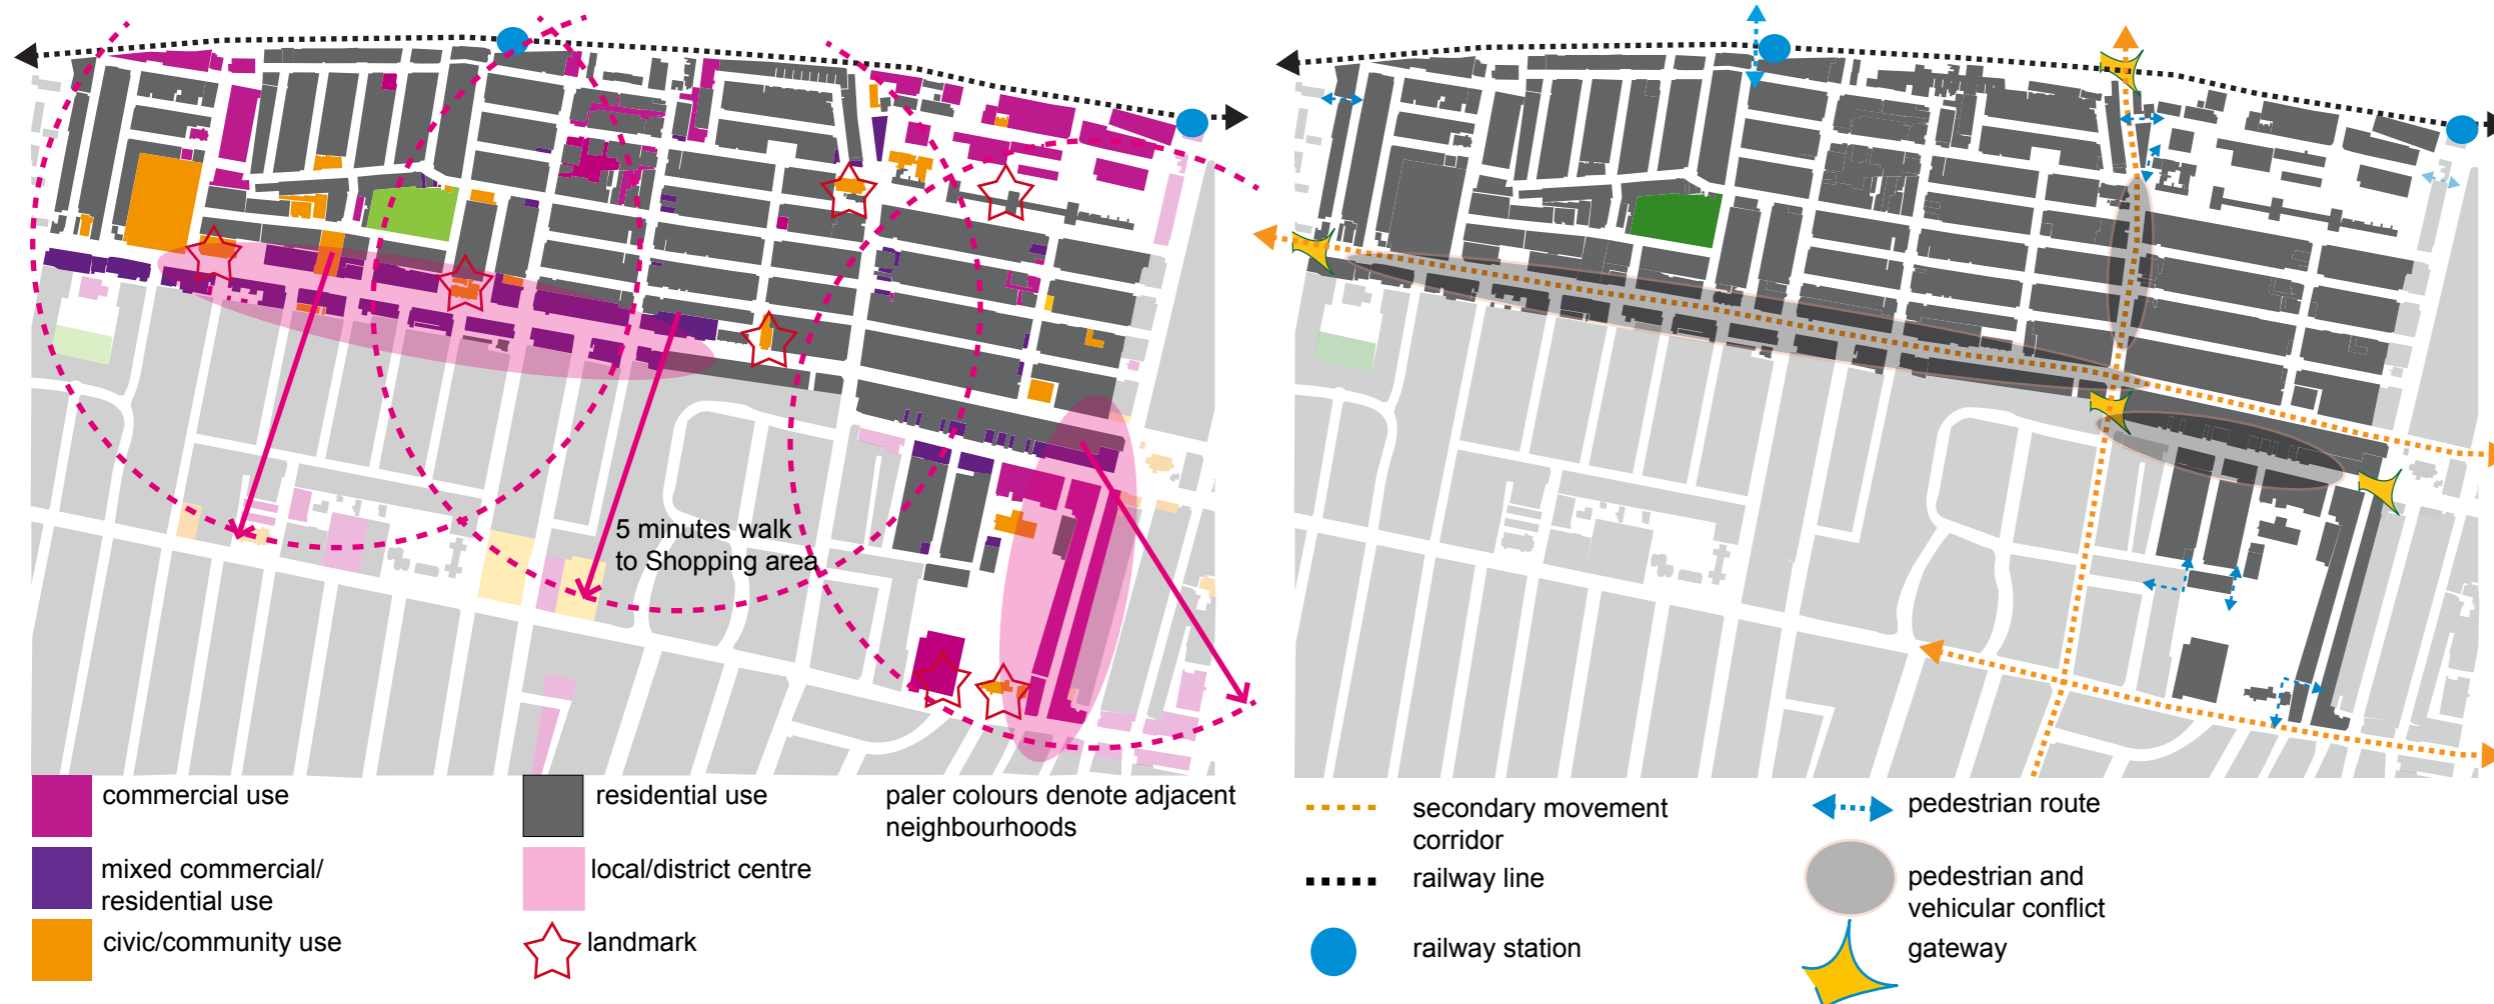 5 minutes walk
to Shopping area
commercial use
mixed commercial/
residential use
civic/community use
residential use
local/district centre
landmark
paler colours denote adjacent
neighbourhoods
secondary movement
corridor
railway line
railway station
pedestrian route
pedestrian and
vehicular conflict
gateway